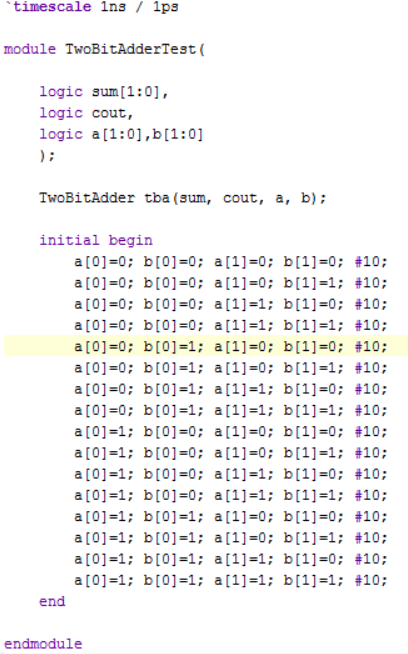 `timescale 1ns / 1ps
module TwoBitAdderTest(
logic sum[1:0],
logic cout,
logic a[1:0],b[1:0]
);
TwoBitAdder tba(sum, cout, a, b);
initial begin
a[0]=0; b[0]=0; a[1]=0; b[1]=0; #10;
a[0]=0; b[0]=0; a[1]=0; b[1]=1; #10;
a[0]=0; b[0]=0; a[1]=1; b[1]=0; #10;
a[0]=0; b[0]=0; a[1]=1; b[1]=1; #10;
a[0]=0; b[0]=1; a[1]=0; b[1]=0; #10;
a[0]=0; b[0]=1; a[1]=0; b[1]=1; #10;
a[0]=0; b[0]=1; a[1]=1; b[1]=0; #10;
a[0]=0; b[0]=1; a[1]=1; b[1]=1; #10;
a[0]=1; b[0]=0; a[1]=0; b[1]=0; #10;
a[0]=1; b[0]=0; a[1]=0; b[1]=1; #10;
a[0]=1; b[0]=0; a[1]=1; b[1]=0; #10;
a[0]=1; b[0]=0; a[1]=1; b[1]=1; #10;
a[0]=1; b[0]=1; a[1]=0; b[1]=0; #10;
a[0]=1; b[0]=1; a[1]=0; b[1]=1; #10;
a[0]=1; b[0]=1; a[1]=1; b[1]=0; #10;
a[0]=1; b[0]=1; a[1]=1; b[1]=1; #10;
end
endmodule